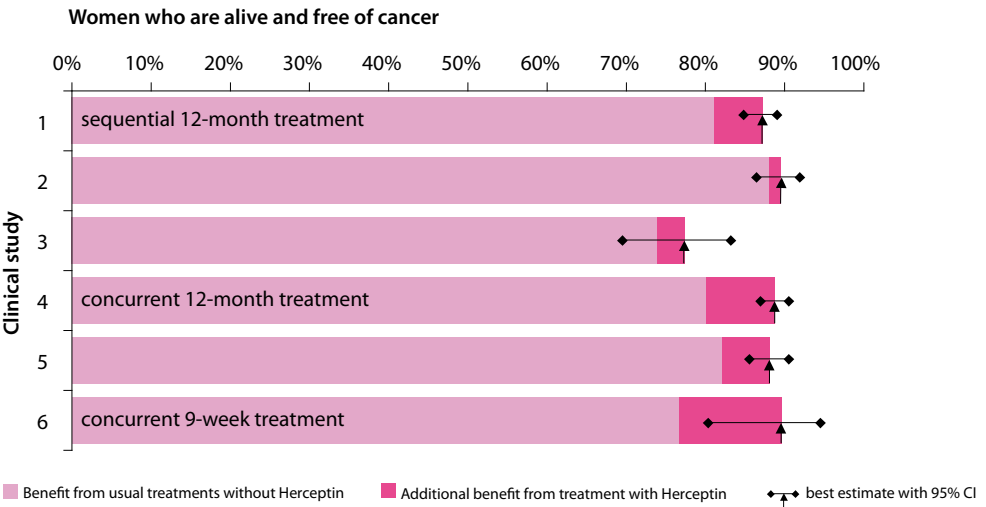 Women who are alive and free of cancer
0% 10% 20% 30% 40% 50% 60% 70% 80% 90% 100%
Clinical study
1 sequential 12-month treatment
2
3
4 concurrent 12-month treatment
5
6 concurrent 9-week treatment
Benefit from usual treatments without Herceptin Additional benefit from treatment with Herceptin best estimate with 95% CI